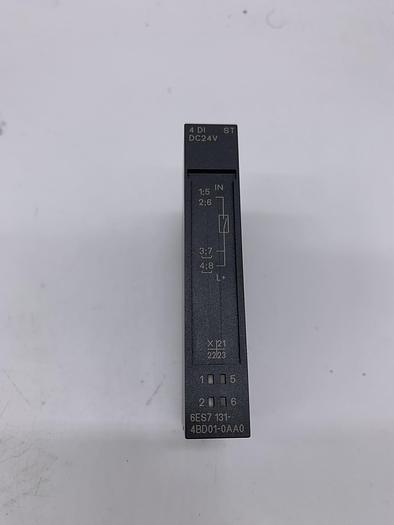 4 DI ST
DC24V
IN
1;5
2;6
3;7
4;8
L+
X 21
22 23
1 5
2 6
6ES7 131-
4BD01-0AA0